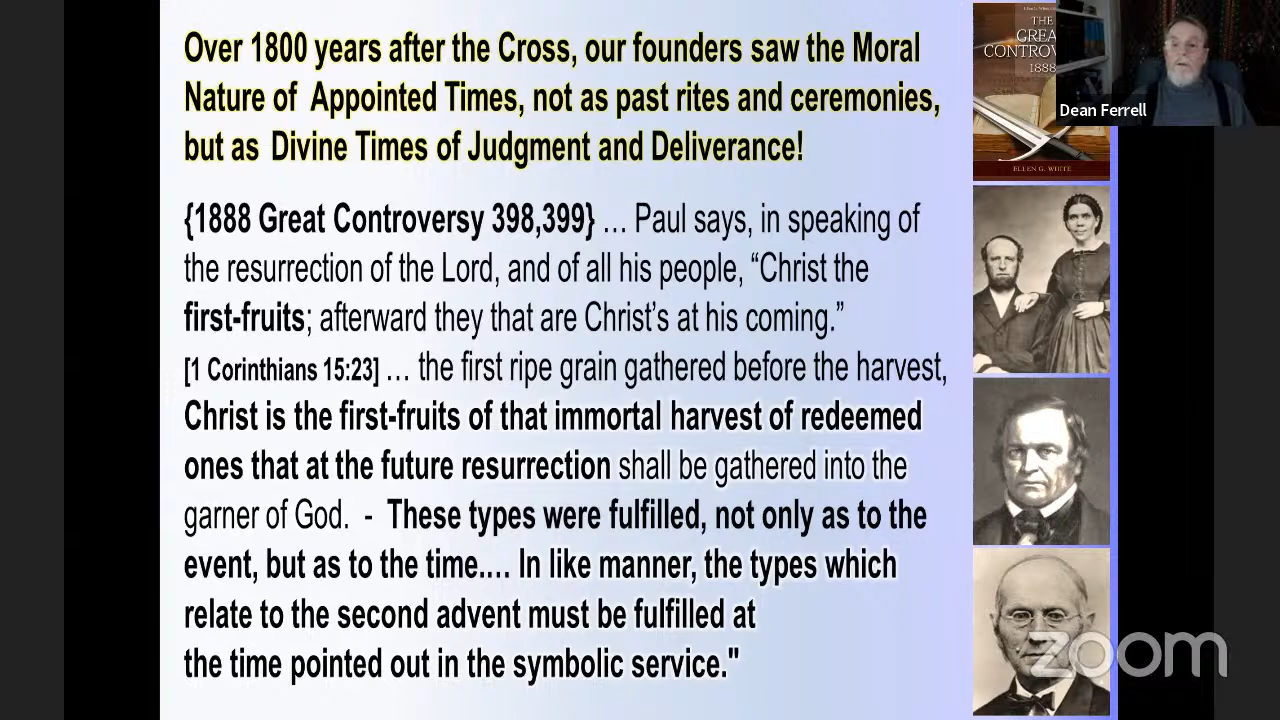 Over 1800 years after the Cross, our founders saw the Moral
Nature of Appointed Times, not as past rites and ceremonies,
but as Divine Times of Judgment and Deliverance!
{1888 Great Controversy 398,399} … Paul says, in speaking of
the resurrection of the Lord, and of all his people, “Christ the
first-fruits; afterward they that are Christ’s at his coming.”
[1 Corinthians 15:23] … the first ripe grain gathered before the harvest,
Christ is the first-fruits of that immortal harvest of redeemed
ones that at the future resurrection shall be gathered into the
garner of God. - These types were fulfilled, not only as to the
event, but as to the time.… In like manner, the types which
relate to the second advent must be fulfilled at
the time pointed out in the symbolic service."
THE
GREA
CONTROV
1888
ELLEN G. WHITE
Dean Ferrell
zoom